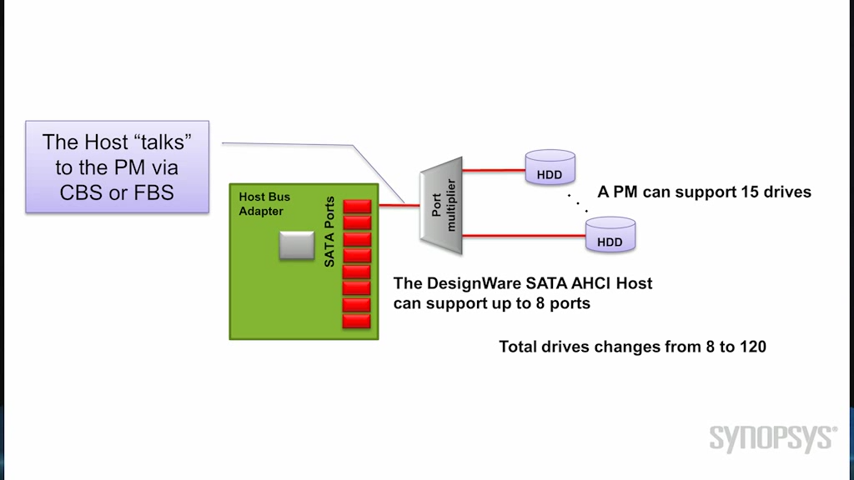 The Host “talks”
to the PM via
CBS or FBS
Host Bus
Adapter
SATA Ports
Port
multiplier
HDD
A PM can support 15 drives
HDD
The DesignWare SATA AHCI Host
can support up to 8 ports
Total drives changes from 8 to 120
SYNOPSYS®